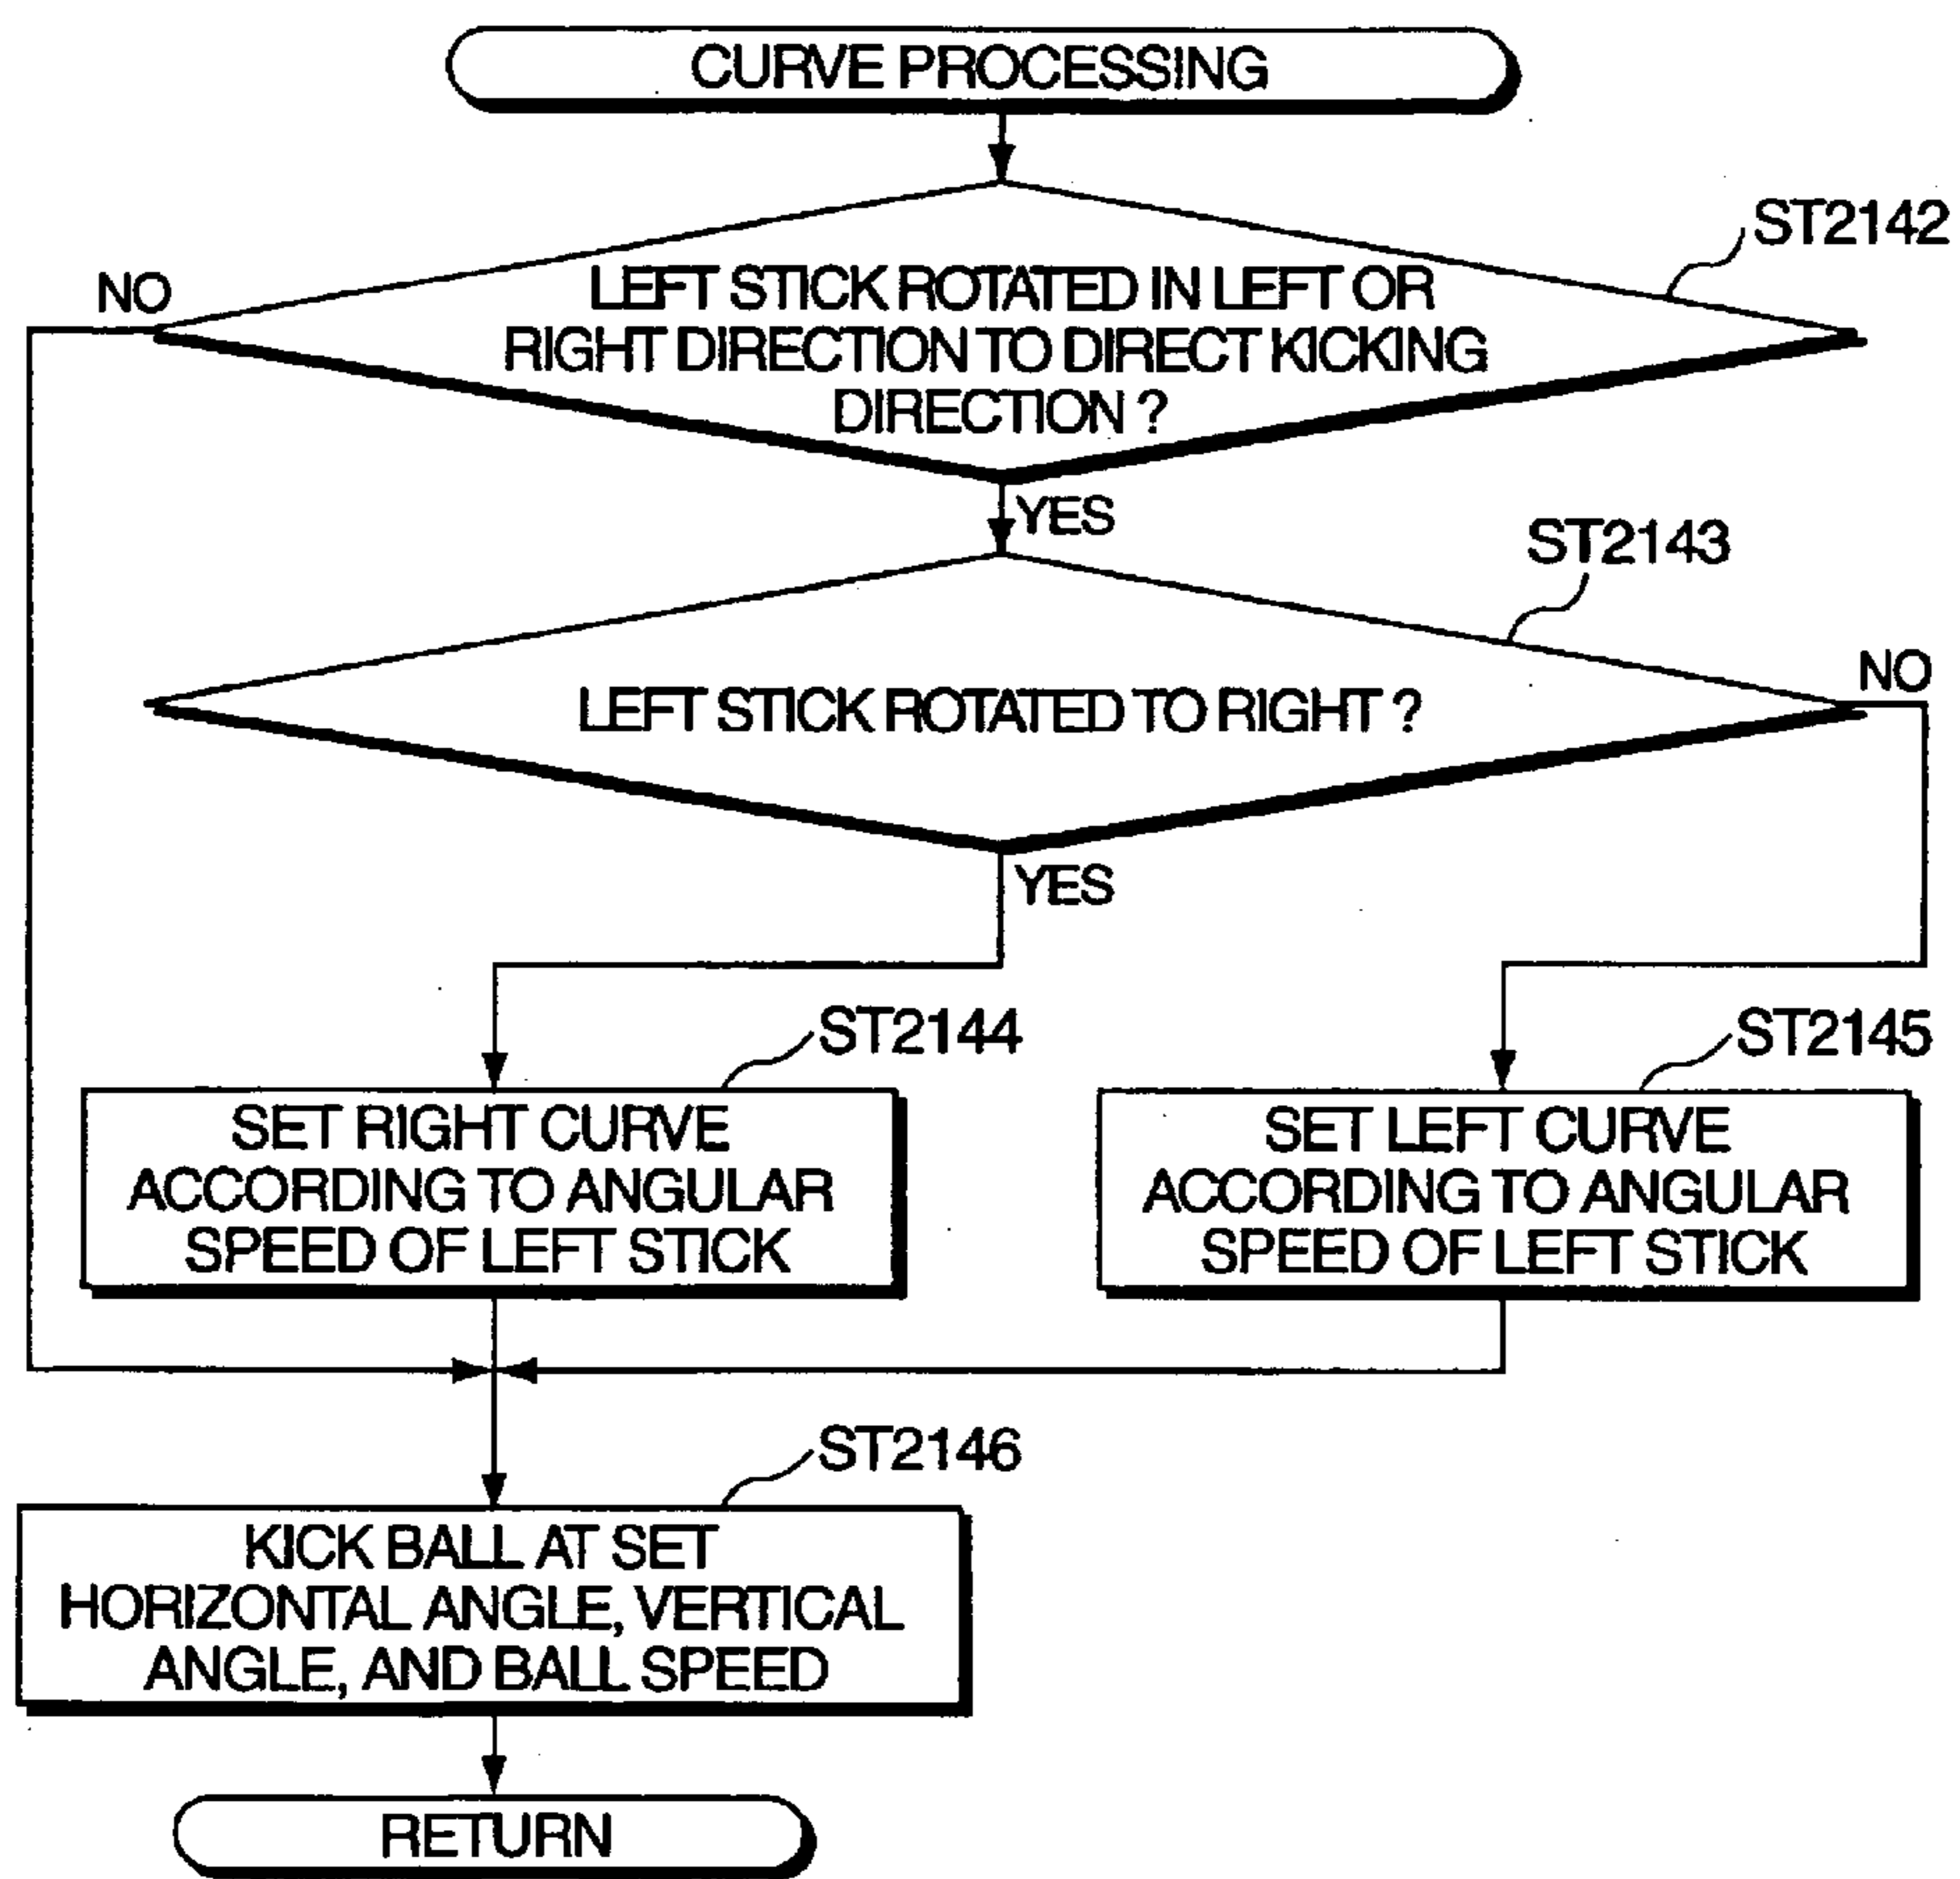 CURVE PROCESSING
ST2142
NO
LEFT STICK ROTATED IN LEFT OR
RIGHT DIRECTION TO DIRECT KICKING
DIRECTION ?
YES
ST2143
NO
LEFT STICK ROTATED TO RIGHT ?
YES
ST2144
SET RIGHT CURVE
ACCORDING TO ANGULAR
SPEED OF LEFT STICK
ST2145
SET LEFT CURVE
ACCORDING TO ANGULAR
SPEED OF LEFT STICK
ST2146
KICK BALL AT SET
HORIZONTAL ANGLE, VERTICAL
ANGLE, AND BALL SPEED
RETURN